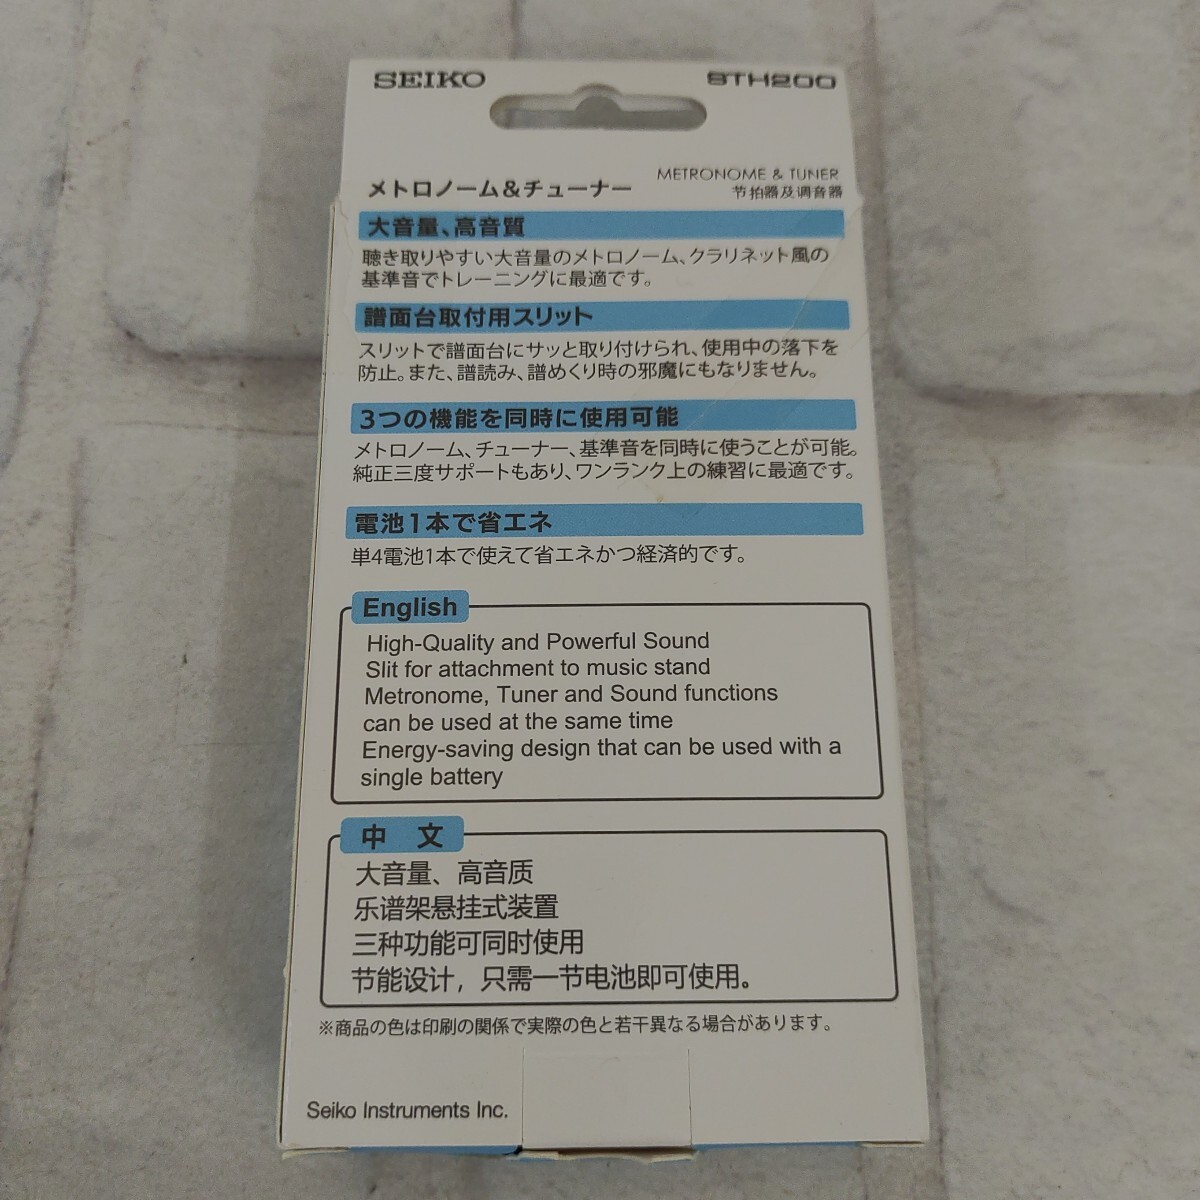 SEIKO
STH200
METRONOME & TUNER
メトロノーム&チューナー
节拍器及调音器
大音量、高音質
聴き取りやすい大音量のメトロノーム、クラリネット風の
基準音でトレーニングに最適です。
譜面台取付用スリット
スリットで譜面台にサッと取り付けられ、使用中の落下を
防止。また、譜読み、譜めくり時の邪魔にもなりません。
3つの機能を同時に使用可能
メトロノーム、チューナー、基準音を同時に使うことが可能。
純正三度サポートもあり、ワンランク上の練習に最適です。
電池1本で省エネ
単4電池1本で使えて省エネかつ経済的です。
English
High-Quality and Powerful Sound
Slit for attachment to music stand
Metronome, Tuner and Sound functions
can be used at the same time
Energy-saving design that can be used with a
single battery
中 文
大音量、高音质
乐谱架悬挂式装置
三种功能可同时使用
节能设计，只需一节电池即可使用。
※商品の色は印刷の関係で実際の色と若干異なる場合があります。
Seiko Instruments Inc.